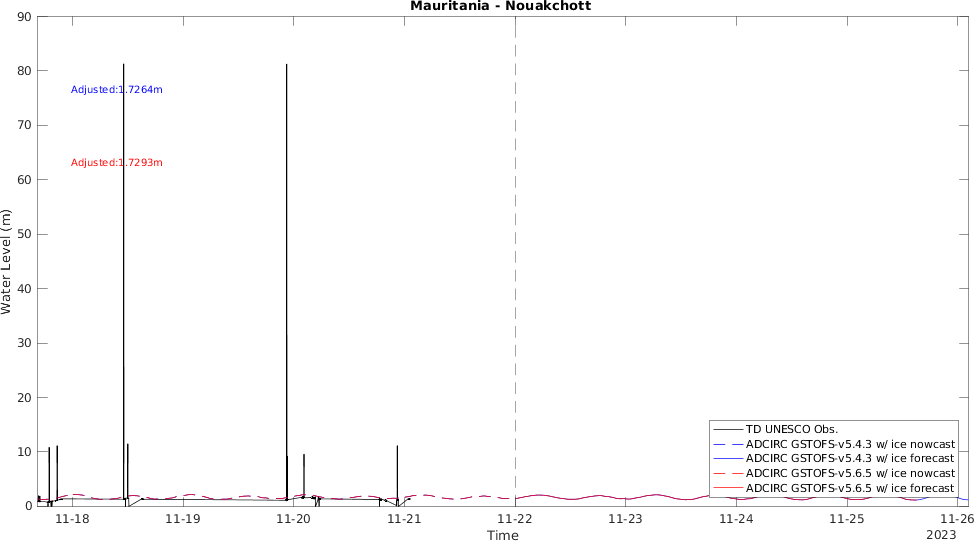 Mauritania - Nouakchott
90
80
70
60
50
40
30
20
10
0
Water Level (m)
Adjusted:1.7264m
Adjusted:1.7293m
TD UNESCO Obs.
ADCIRC GSTOFS-v5.4.3 w/ ice nowcast
ADCIRC GSTOFS-v5.4.3 w/ ice forecast
ADCIRC GSTOFS-v5.6.5 w/ ice nowcast
ADCIRC GSTOFS-v5.6.5 w/ ice forecast
11-18 11-19 11-20 11-21 11-22 11-23 11-24 11-25 11-26
Time
2023